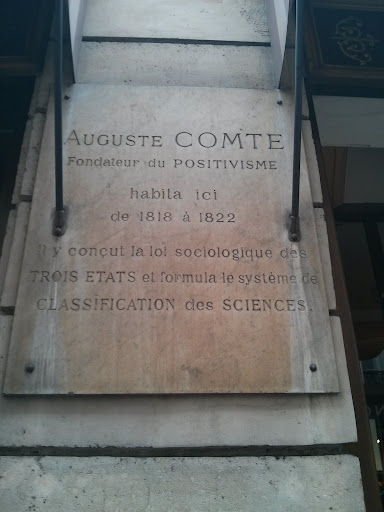 AUGUSTE COMTE
Fondateur du POSITIVISME
habita ici
de 1818 à 1822
il y conçut la loi sociologique des
TROIS ETATS et formula le système de
CLASSIFICATION des SCIENCES.